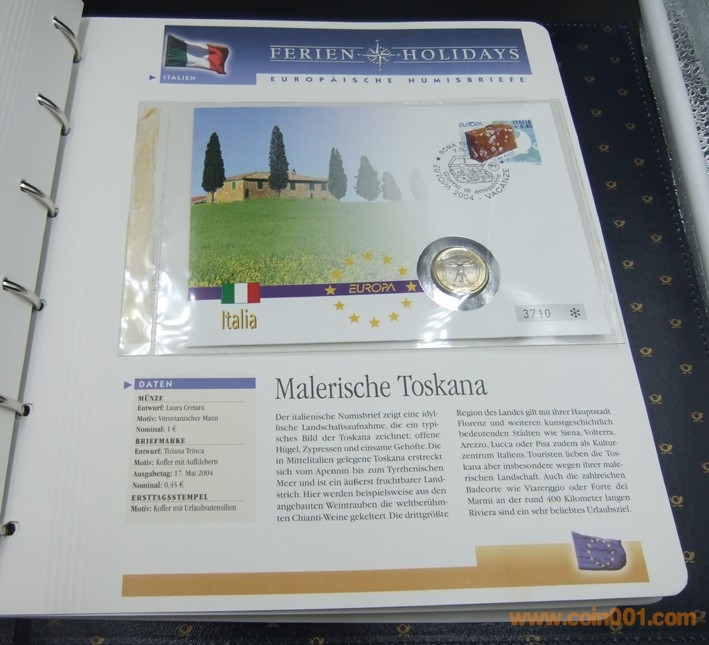 FERIEN HOLIDAYS
ITALIEN
EUROPÄISCHE NUMISBRIEFE
EUROPA
ITALIA
€ 0,45
ROMA
EUROPA 2004 - VACANZE
EUROPA
Italia
3710 ✻
DATEN
MÜNZE
Entwurf: Laura Cretara
Motiv: Vitruvianischer Mann
Nominal: 1 €
BRIEFMARKE
Entwurf: Tiziana Trinca
Motiv: Koffer mit Aufklebern
Ausgabetag: 17. Mai 2004
Nominal: 0,45 €
ERSTTAGSSTEMPEL
Motiv: Koffer mit Urlaubsutensilien
Malerische Toskana
Der italienische Numisbrief zeigt eine idyl-
lische Landschaftsaufnahme, die ein typi-
sches Bild der Toskana zeichnet: offene
Hügel, Zypressen und einsame Gehöfte. Die
in Mittelitalien gelegene Toskana erstreckt
sich vom Apennin bis zum Tyrrhenischen
Meer und ist ein äußerst fruchtbarer Land-
strich. Hier werden beispielsweise aus den
angebauten Weintrauben die weltberühm-
ten Chianti-Weine gekeltert. Die drittgrößte
Region des Landes gilt mit ihrer Hauptstadt
Florenz und weiteren kunstgeschichtlich
bedeutenden Städten wie Siena, Volterra,
Arezzo, Lucca oder Pisa zudem als Kultur-
zentrum Italiens. Touristen lieben die Tos-
kana aber insbesondere wegen ihrer male-
rischen Landschaft. Auch die zahlreichen
Badeorte wie Viareggio oder Forte dei
Marmi an der rund 400 Kilometer langen
Riviera sind ein sehr beliebtes Urlaubsziel.
www.coin001.com